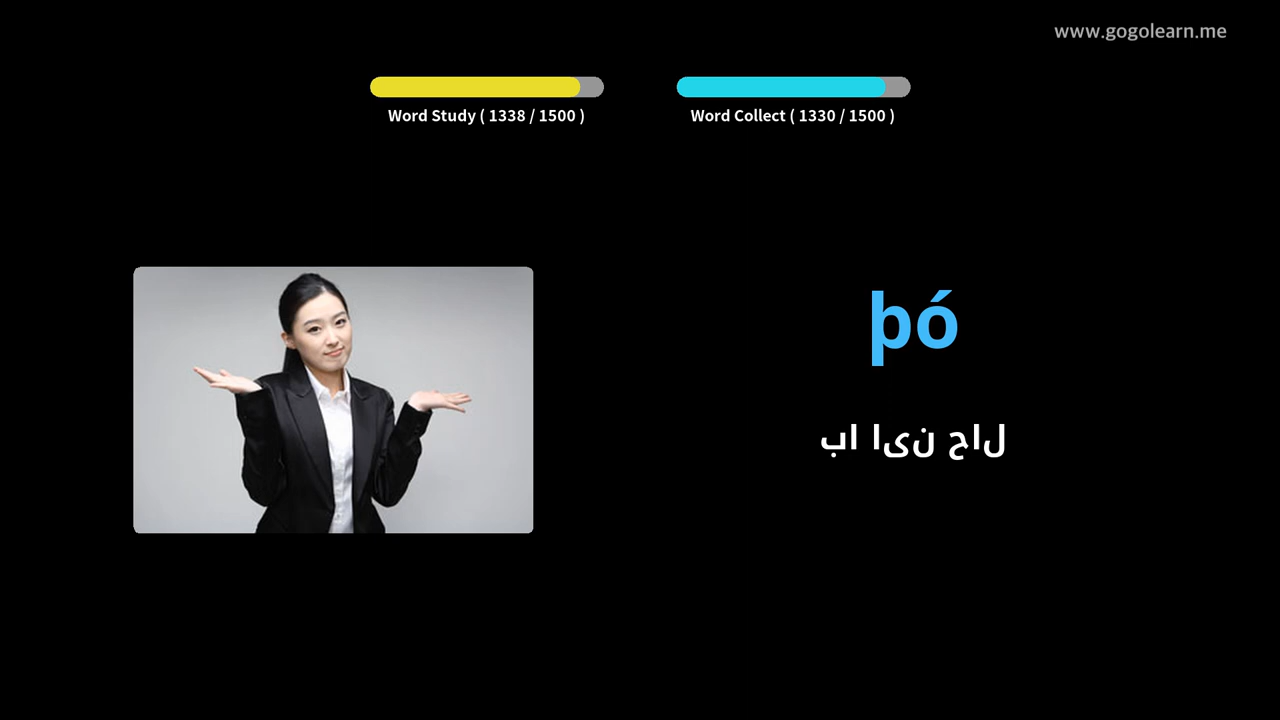 www.gogolearn.me
Word Study ( 1338 / 1500 )
Word Collect ( 1330 / 1500 )
þó
با این حال